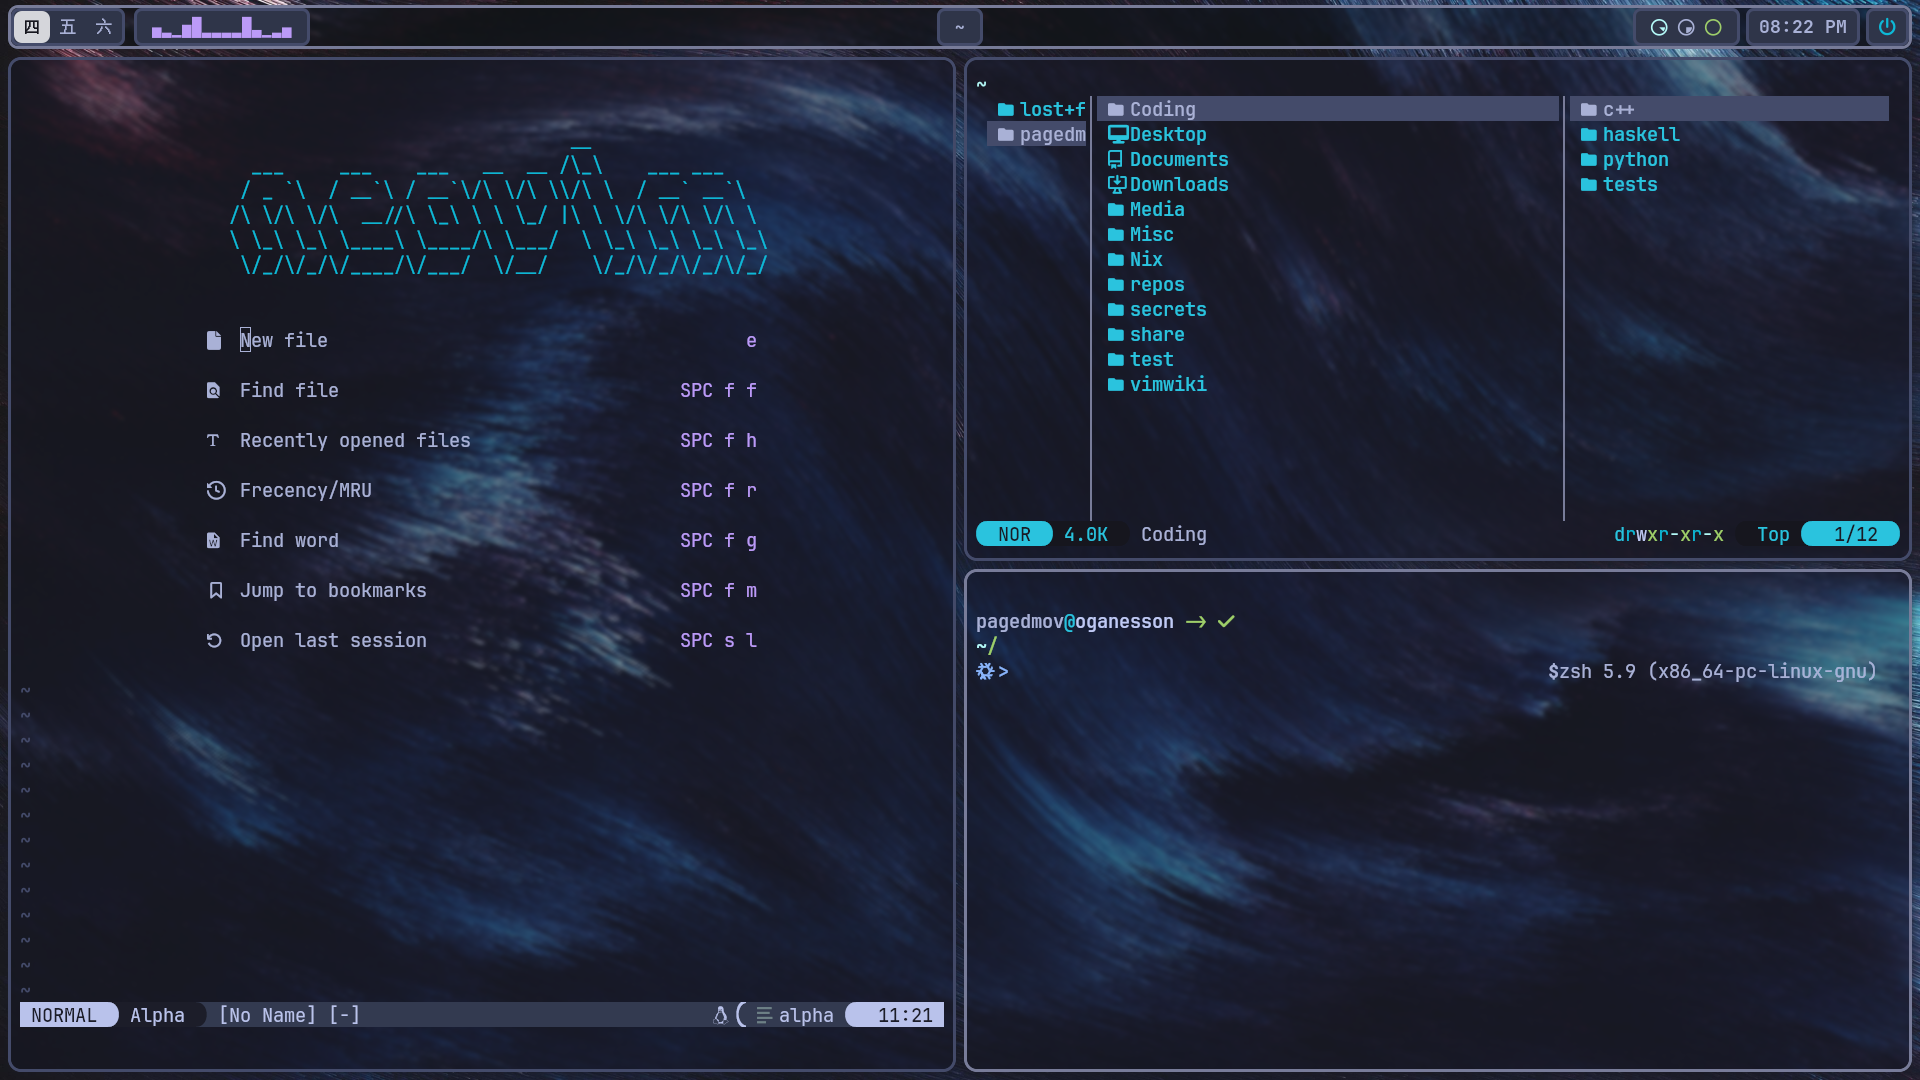 四 五 六
~
08:22 PM
neovim
New file e
Find file SPC f f
Recently opened files SPC f h
Frecency/MRU SPC f r
Find word SPC f g
Jump to bookmarks SPC f m
Open last session SPC s l
~
~
~
~
~
~
~
~
~
~
~
~
~
NORMAL Alpha [No Name] [-] alpha 11:21
~
lost+f
pagedm
Coding
Desktop
Documents
Downloads
Media
Misc
Nix
repos
secrets
share
test
vimwiki
c++
haskell
python
tests
NOR 4.0K Coding drwxr-xr-x Top 1/12
pagedmov@oganesson
~/
> $zsh 5.9 (x86_64-pc-linux-gnu)